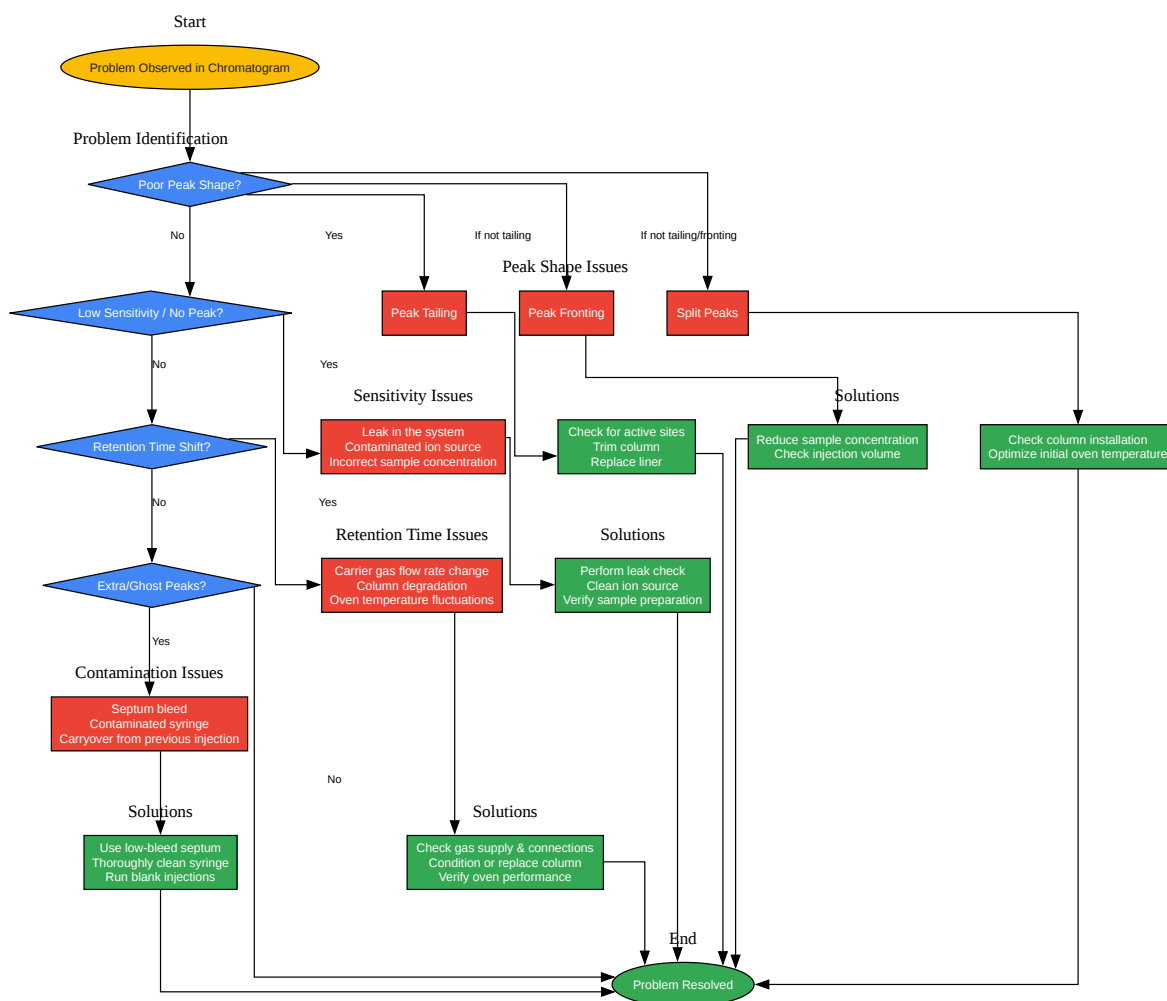 Start
Problem Observed in Chromatogram
Problem Identification
Poor Peak Shape?
No
Yes
If not tailing
If not tailing/fronting
Peak Shape Issues
Low Sensitivity / No Peak?
Peak Tailing
Peak Fronting
Split Peaks
No
Yes
Sensitivity Issues
Solutions
Retention Time Shift?
Leak in the system
Contaminated ion source
Incorrect sample concentration
Check for active sites
Trim column
Replace liner
Reduce sample concentration
Check injection volume
Check column installation
Optimize initial oven temperature
No
Yes
Retention Time Issues
Solutions
Extra/Ghost Peaks?
Carrier gas flow rate change
Column degradation
Oven temperature fluctuations
Perform leak check
Clean ion source
Verify sample preparation
Yes
Contamination Issues
Septum bleed
Contaminated syringe
Carryover from previous injection
No
Solutions
Solutions
Use low-bleed septum
Thoroughly clean syringe
Run blank injections
Check gas supply & connections
Condition or replace column
Verify oven performance
End
Problem Resolved